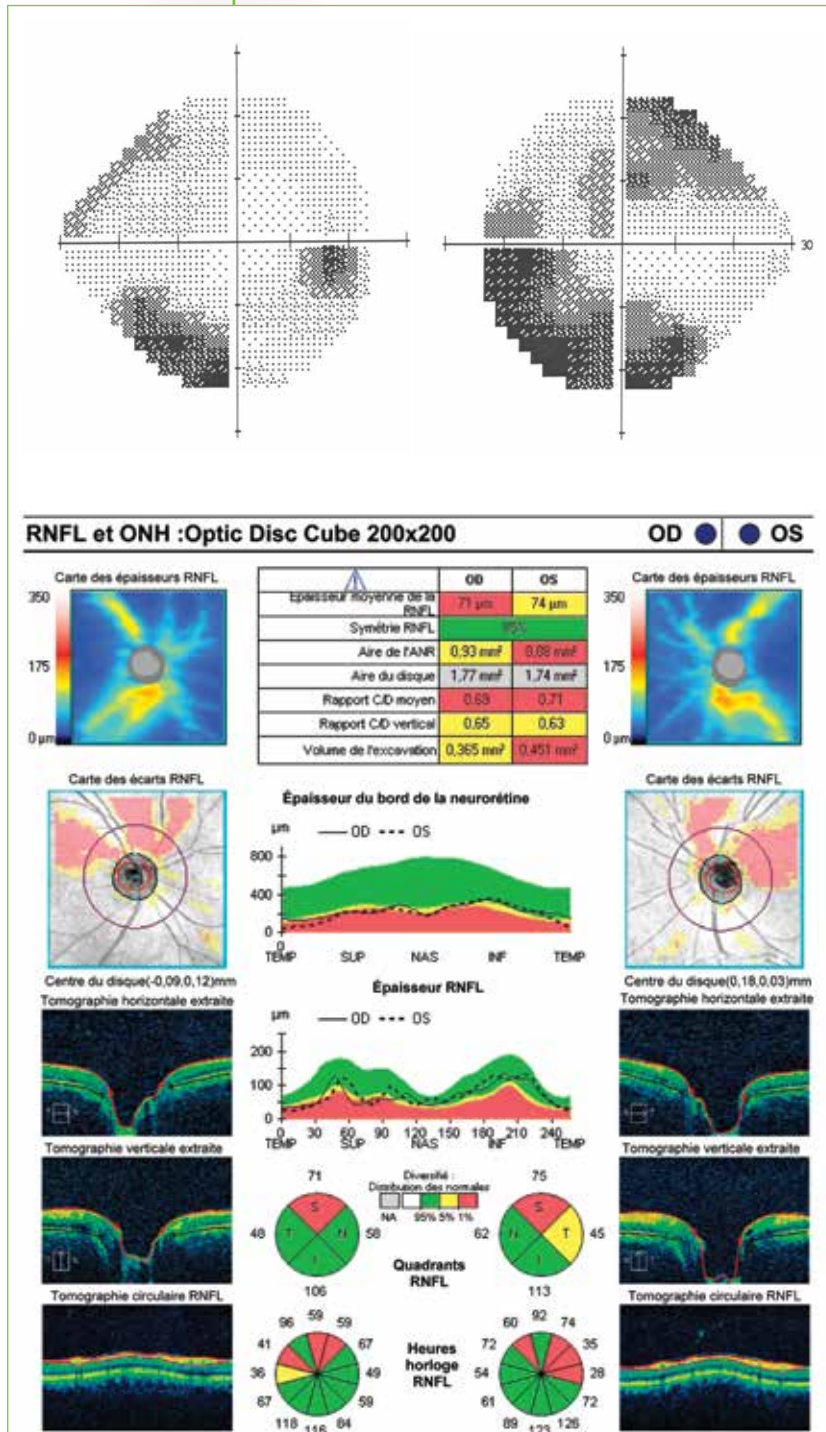 30
RNFL et ONH :Optic Disc Cube 200x200 OD OS
Carte des épaisseurs RNFL
350
175
0 µm
OD OS
Epaisseur moyenne de la RNFL 71 µm 74 µm
Symétrie RNFL 95%
Aire de l'ANR 0,93 mm² 0,88 mm²
Aire du disque 1,77 mm² 1,74 mm²
Rapport C/D moyen 0.69 0.71
Rapport C/D vertical 0,65 0,63
Volume de l'excavation 0,365 mm³ 0,451 mm³
Carte des épaisseurs RNFL
350
175
0 µm
Carte des écarts RNFL
Centre du disque(-0,09,0,12)mm
Épaisseur du bord de la neurorétine
µm OD OS
800
400
0
0
TEMP SUP NAS INF TEMP
Carte des écarts RNFL
Centre du disque(0,18,0,03)mm
Tomographie horizontale extraite
Épaisseur RNFL
µm OD OS
200
100
0
0 30 60 90 120 150 180 210 240
TEMP SUP NAS INF TEMP
Tomographie horizontale extraite
Tomographie verticale extraite
71
S
48 T N 58
I
106
Diversifié :
Distribution des normales
NA 95% 5% 1%
Quadrants
RNFL
75
S
62 N T 45
I
113
Tomographie verticale extraite
Tomographie circulaire RNFL
96 59 59
41 67
36 49
67 59
118 116 84
Heures
horloge
RNFL
60 92 74
72 35
54 28
61 72
89 123 126
Tomographie circulaire RNFL